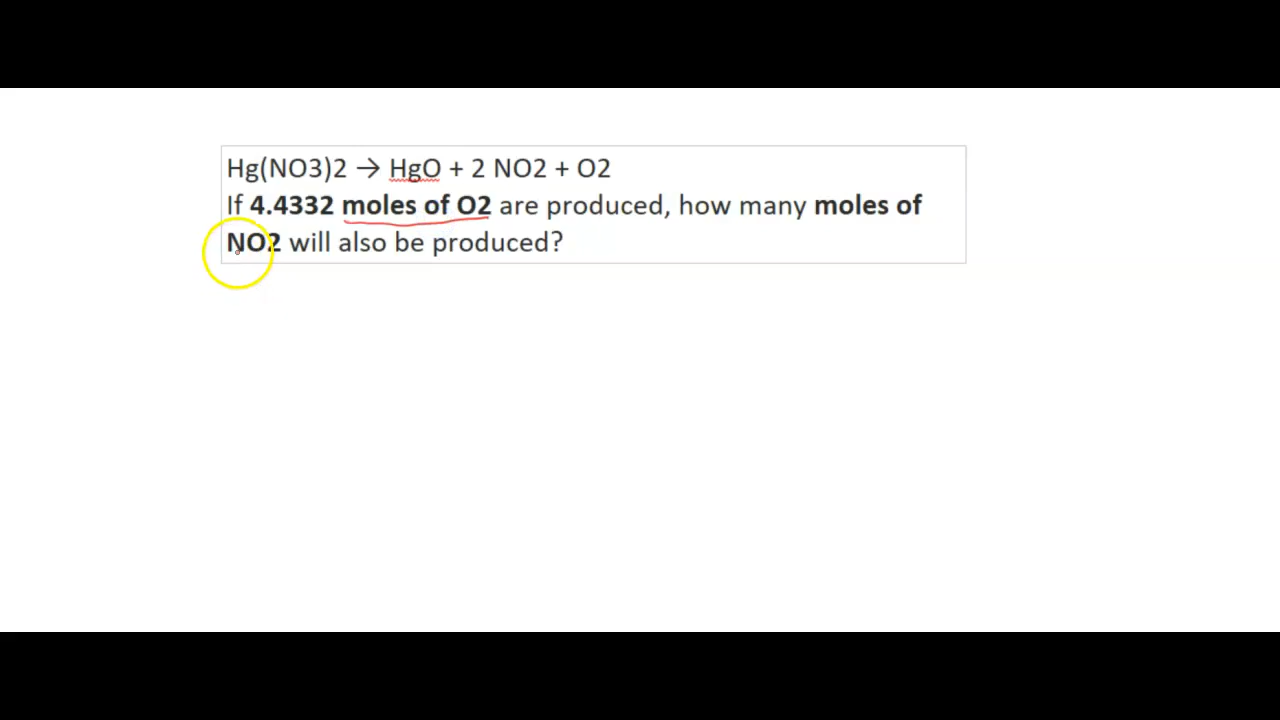 Hg(NO3)2 → HgO + 2 NO2 + O2
If 4.4332 moles of O2 are produced, how many moles of
NO2 will also be produced?